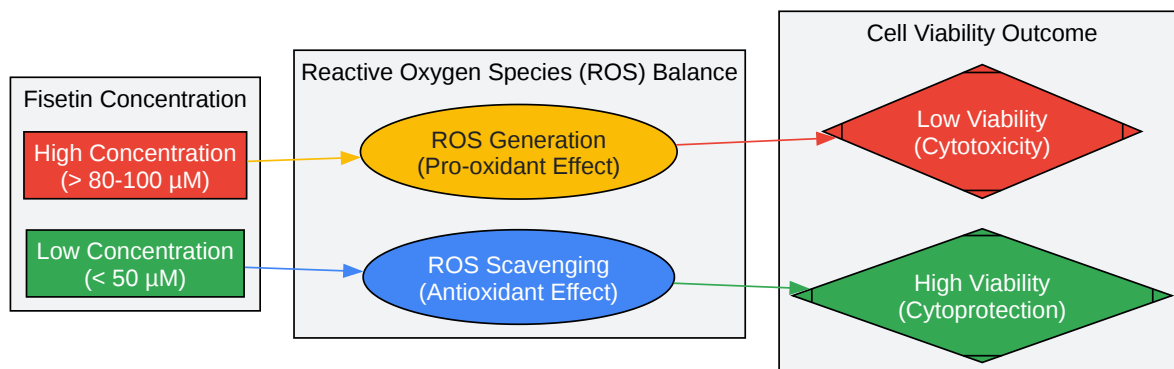 Fisetin Concentration
High Concentration
(> 80-100 µM)
Low Concentration
(< 50 µM)
Reactive Oxygen Species (ROS) Balance
ROS Generation
(Pro-oxidant Effect)
ROS Scavenging
(Antioxidant Effect)
Cell Viability Outcome
Low Viability
(Cytotoxicity)
High Viability
(Cytoprotection)